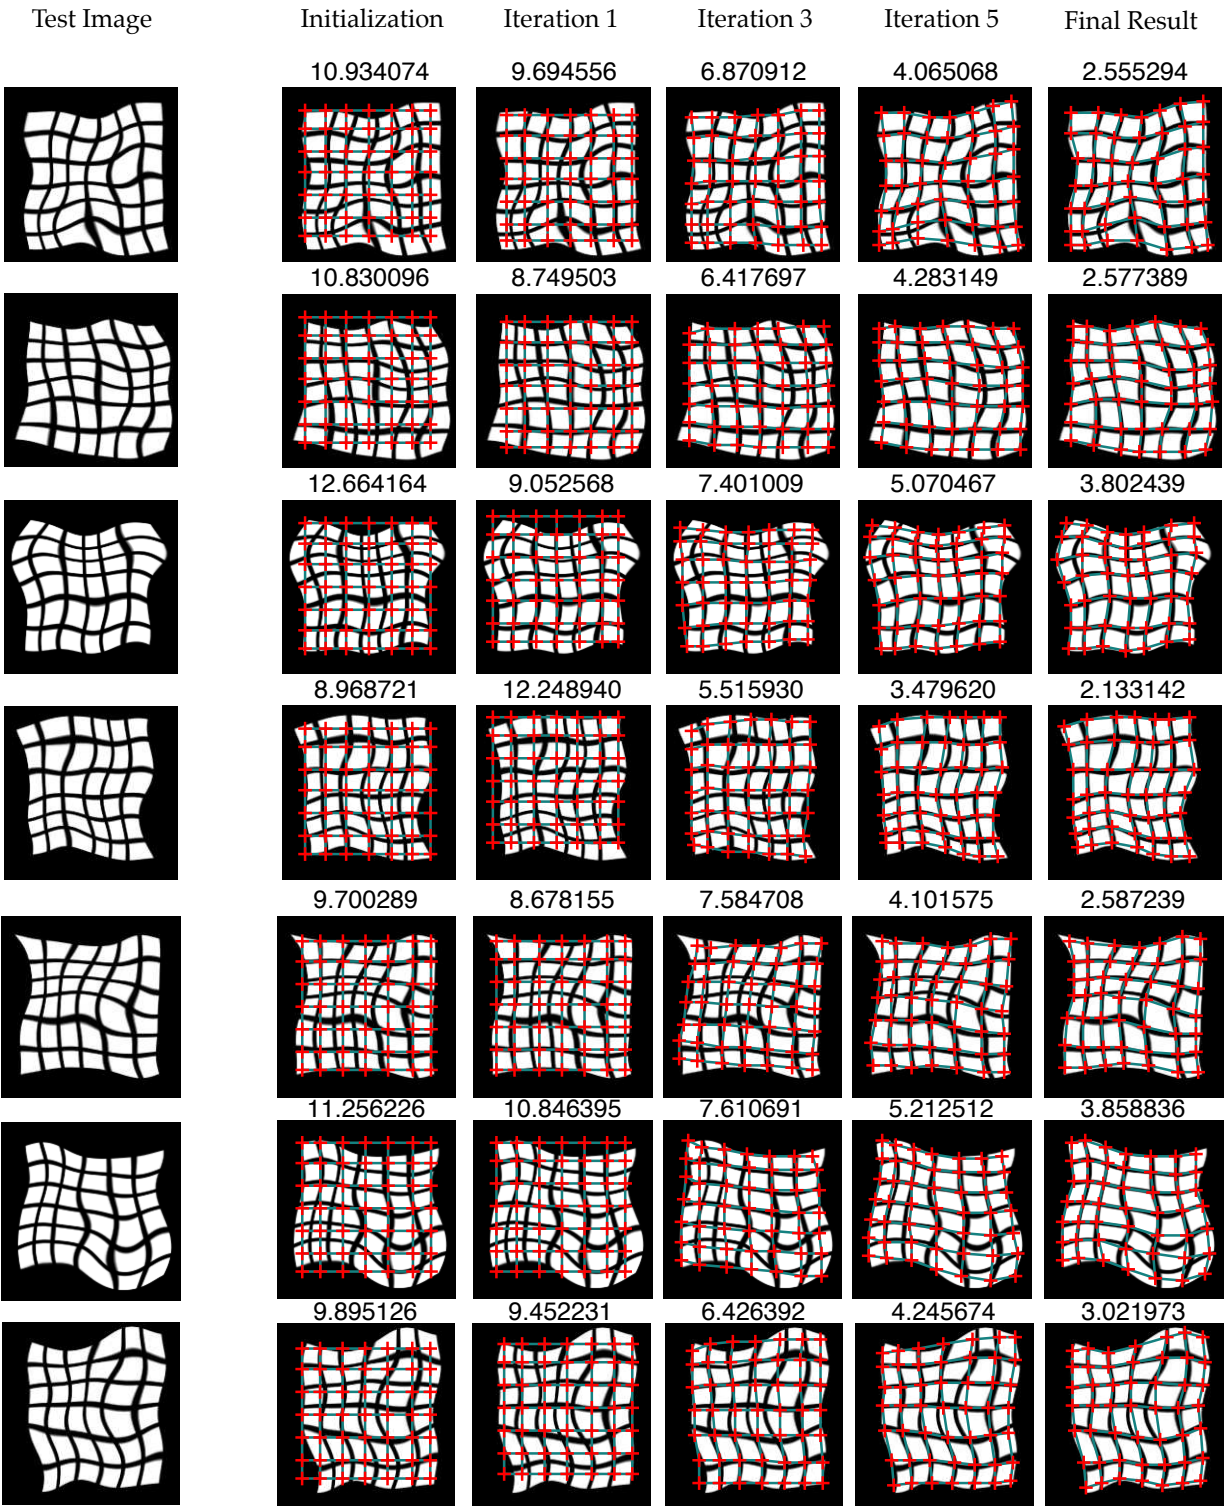 Test Image Initialization Iteration 1 Iteration 3 Iteration 5 Final Result
10.934074 9.694556 6.870912 4.065068 2.555294
10.830096 8.749503 6.417697 4.283149 2.577389
12.664164 9.052568 7.401009 5.070467 3.802439
8.968721 12.248940 5.515930 3.479620 2.133142
9.700289 8.678155 7.584708 4.101575 2.587239
11.256226 10.846395 7.610691 5.212512 3.858836
9.895126 9.452231 6.426392 4.245674 3.021973